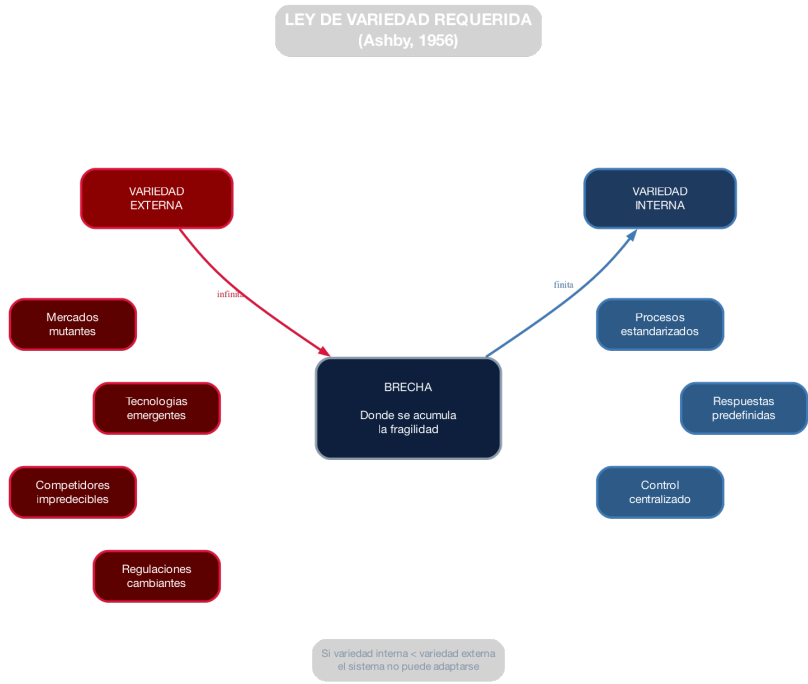 LEY DE VARIEDAD REQUERIDA
(Ashby, 1956)
VARIEDAD
EXTERNA
VARIEDAD
INTERNA
infinita
finita
Mercados
mutantes
Procesos
estandarizados
BRECHA
Donde se acumula
la fragilidad
Tecnologías
emergentes
Respuestas
predefinidas
Competidores
impredecibles
Control
centralizado
Regulaciones
cambiantes
Si variedad interna < variedad externa
el sistema no puede adaptarse